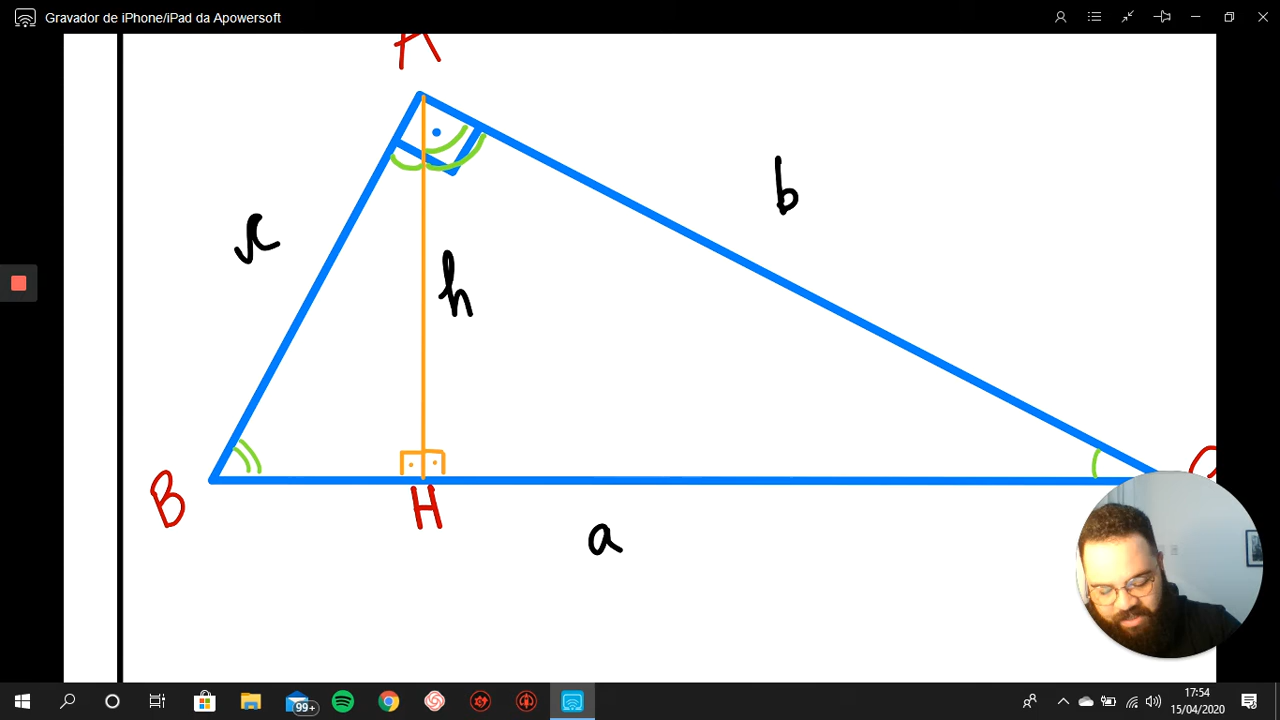 Gravador de iPhone/iPad da Apowersoft
A
b
c
h
B
H
a
C
99+
17:54
15/04/2020